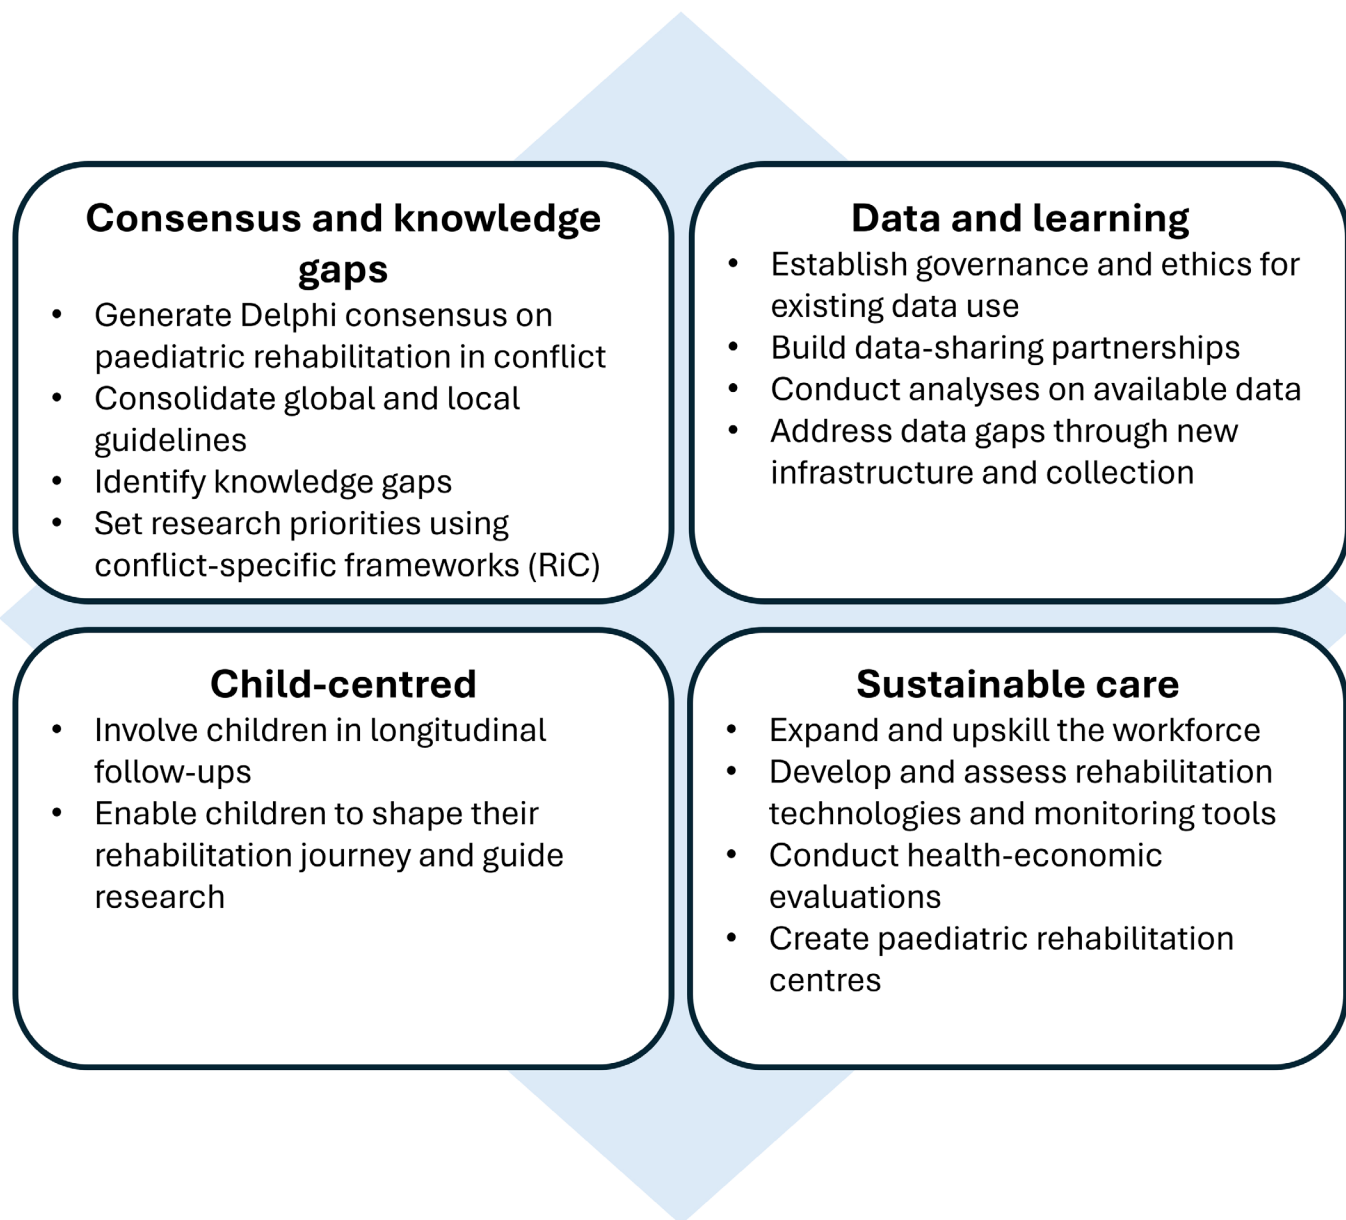 Consensus and knowledge
gaps
• Generate Delphi consensus on
paediatric rehabilitation in conflict
• Consolidate global and local
guidelines
• Identify knowledge gaps
• Set research priorities using
conflict-specific frameworks (RiC)
Data and learning
• Establish governance and ethics for
existing data use
• Build data-sharing partnerships
• Conduct analyses on available data
• Address data gaps through new
infrastructure and collection
Child-centred
• Involve children in longitudinal
follow-ups
• Enable children to shape their
rehabilitation journey and guide
research
Sustainable care
• Expand and upskill the workforce
• Develop and assess rehabilitation
technologies and monitoring tools
• Conduct health-economic
evaluations
• Create paediatric rehabilitation
centres